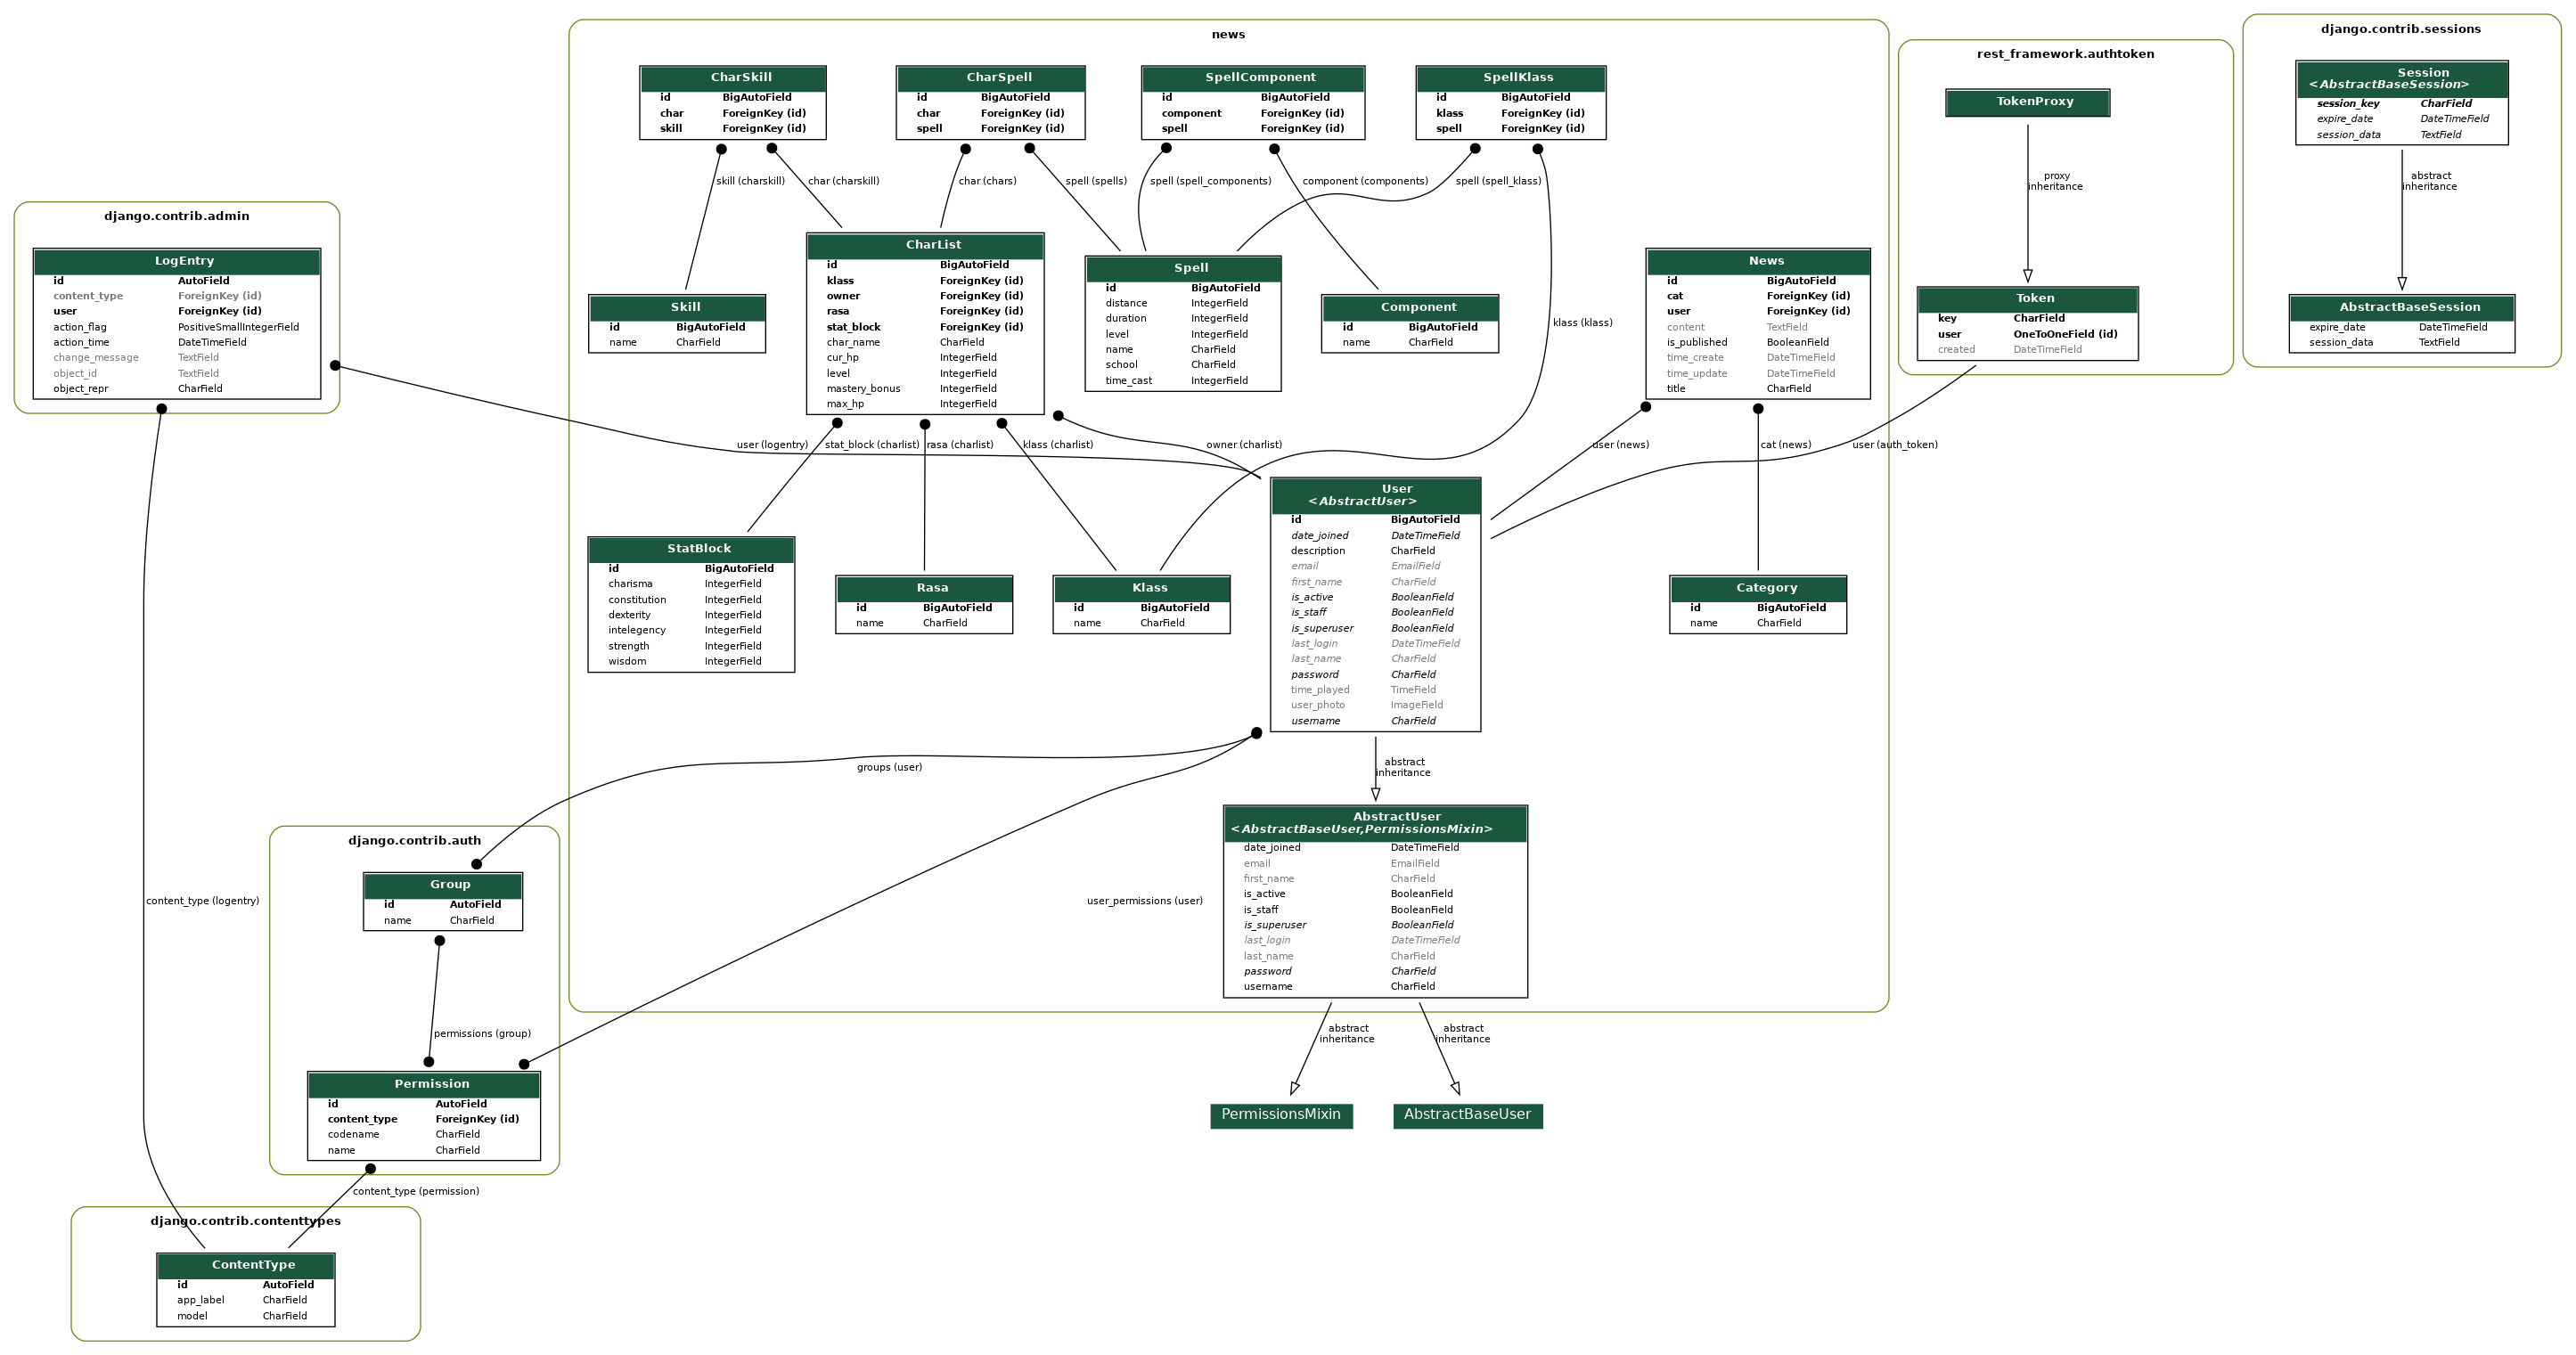 news
CharSkill
id BigAutoField
char ForeignKey (id)
skill ForeignKey (id)
CharSpell
id BigAutoField
char ForeignKey (id)
spell ForeignKey (id)
SpellComponent
id BigAutoField
component ForeignKey (id)
spell ForeignKey (id)
SpellKlass
id BigAutoField
klass ForeignKey (id)
spell ForeignKey (id)
rest_framework.authtoken
TokenProxy
django.contrib.sessions
Session
<AbstractBaseSession>
session_key CharField
expire_date DateTimeField
session_data TextField
skill (charskill)
char (charskill)
char (chars)
spell (spells)
spell (spell_components)
component (components)
spell (spell_klass)
proxy
inheritance
abstract
inheritance
django.contrib.admin
LogEntry
id AutoField
content_type ForeignKey (id)
user ForeignKey (id)
action_flag PositiveSmallIntegerField
action_time DateTimeField
change_message TextField
object_id TextField
object_repr CharField
Skill
id BigAutoField
name CharField
CharList
id BigAutoField
klass ForeignKey (id)
owner ForeignKey (id)
rasa ForeignKey (id)
stat_block ForeignKey (id)
char_name CharField
cur_hp IntegerField
level IntegerField
mastery_bonus IntegerField
max_hp IntegerField
Spell
id BigAutoField
distance IntegerField
duration IntegerField
level IntegerField
name CharField
school CharField
time_cast IntegerField
Component
id BigAutoField
name CharField
klass (klass)
News
id BigAutoField
cat ForeignKey (id)
user ForeignKey (id)
content TextField
is_published BooleanField
time_create DateTimeField
time_update DateTimeField
title CharField
Token
key CharField
user OneToOneField (id)
created DateTimeField
AbstractBaseSession
expire_date DateTimeField
session_data TextField
user (logentry)
stat_block (charlist)
rasa (charlist)
klass (charlist)
owner (charlist)
user (news)
cat (news)
user (auth_token)
StatBlock
id BigAutoField
charisma IntegerField
constitution IntegerField
dexterity IntegerField
intelegency IntegerField
strength IntegerField
wisdom IntegerField
Rasa
id BigAutoField
name CharField
Klass
id BigAutoField
name CharField
User
<AbstractUser>
id BigAutoField
date_joined DateTimeField
description CharField
email EmailField
first_name CharField
is_active BooleanField
is_staff BooleanField
is_superuser BooleanField
last_login DateTimeField
last_name CharField
password CharField
time_played TimeField
user_photo ImageField
username CharField
Category
id BigAutoField
name CharField
groups (user)
abstract
inheritance
django.contrib.auth
Group
id AutoField
name CharField
content_type (logentry)
user_permissions (user)
AbstractUser
<AbstractBaseUser,PermissionsMixin>
date_joined DateTimeField
email EmailField
first_name CharField
is_active BooleanField
is_staff BooleanField
is_superuser BooleanField
last_login DateTimeField
last_name CharField
password CharField
username CharField
permissions (group)
abstract
inheritance
abstract
inheritance
Permission
id AutoField
content_type ForeignKey (id)
codename CharField
name CharField
PermissionsMixin
AbstractBaseUser
content_type (permission)
django.contrib.contenttypes
ContentType
id AutoField
app_label CharField
model CharField